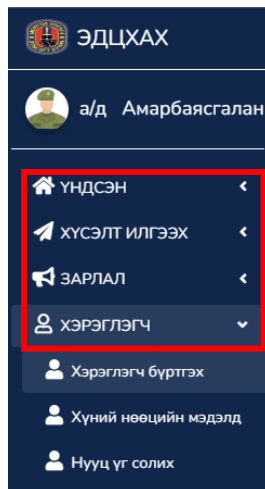 ЭДЦХАХ
а/д Амарбаясгалан
ҮНДСЭН
ХҮСЭЛТ ИЛГЭЭХ
ЗАРЛАЛ
ХЭРЭГЛЭГЧ
Хэрэглэгч бүртгэх
Хүний нөөцийн мэдэлд
Нууц үг солих